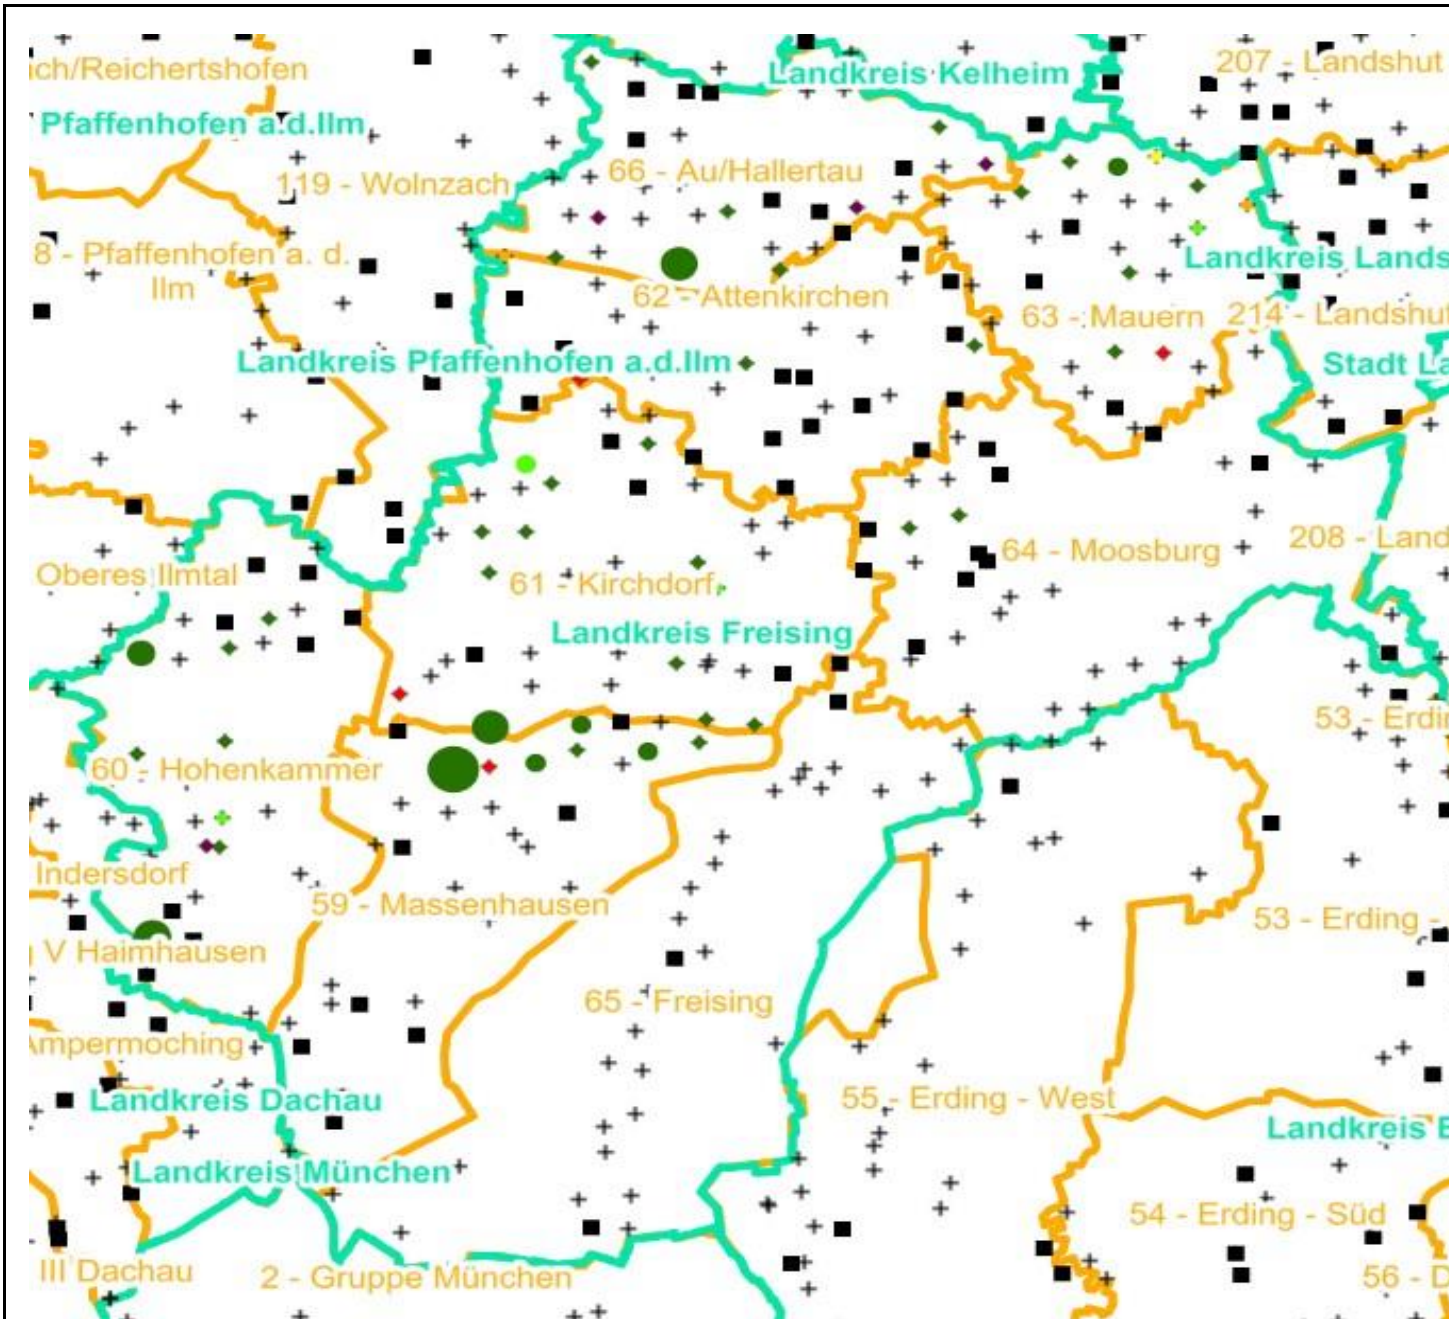 207 - Landshut
ich/Reichertshofen
Landkreis Kelheim
Pfaffenhofen a.d.Ilm
66 - Au/Hallertau
119 - Wolnzach
8 - Pfaffenhofen a. d.
Ilm
Landkreis Lands
62 - Attenkirchen
63 - Mauern
214 - Landshut
Landkreis Pfaffenhofen a.d.Ilm
Stadt La
208 - Land
64 - Moosburg
Oberes Ilmtal
61 - Kirchdorf
Landkreis Freising
53 - Erdin
60 - Hohenkammer
Indersdorf
59 - Massenhausen
53 - Erding -
V Haimhausen
65 - Freising
Ampermoching
Landkreis Dachau
55 - Erding - West
Landkreis E
Landkreis München
54 - Erding - Süd
III Dachau
2 - Gruppe München
56 - D